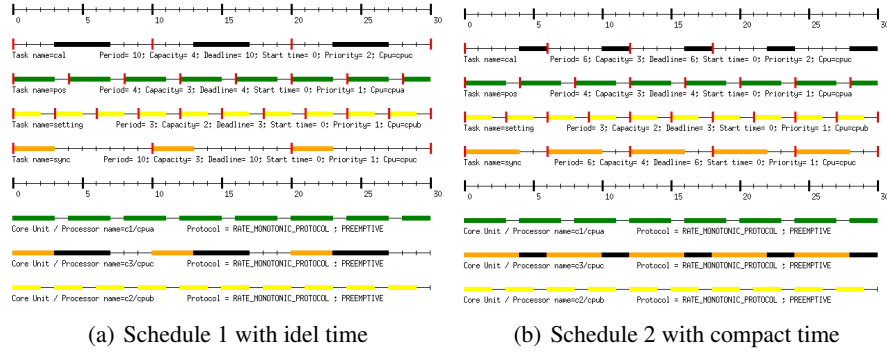 0 5 10 15 20 25 30
Task name=cal Period= 10; Capacity= 4; Deadline= 10; Start time= 0; Priority= 2; Cpu=cpuc
Task name=pos Period= 4; Capacity= 3; Deadline= 4; Start time= 0; Priority= 1; Cpu=cpua
Task name=setting Period= 3; Capacity= 2; Deadline= 3; Start time= 0; Priority= 1; Cpu=cpub
Task name=sync Period= 10; Capacity= 3; Deadline= 10; Start time= 0; Priority= 1; Cpu=cpuc
0 5 10 15 20 25 30
Core Unit / Processor name=c1/cpua Protocol = RATE_MONOTONIC_PROTOCOL ; PREEMPTIVE
Core Unit / Processor name=c3/cpuc Protocol = RATE_MONOTONIC_PROTOCOL ; PREEMPTIVE
Core Unit / Processor name=c2/cpub Protocol = RATE_MONOTONIC_PROTOCOL ; PREEMPTIVE
(a) Schedule 1 with idel time
0 5 10 15 20 25 30
Task name=cal Period= 6; Capacity= 3; Deadline= 6; Start time= 0; Priority= 2; Cpu=cpuc
Task name=pos Period= 4; Capacity= 3; Deadline= 4; Start time= 0; Priority= 1; Cpu=cpua
Task name=setting Period= 3; Capacity= 2; Deadline= 3; Start time= 0; Priority= 1; Cpu=cpub
Task name=sync Period= 6; Capacity= 4; Deadline= 6; Start time= 0; Priority= 1; Cpu=cpuc
0 5 10 15 20 25 30
Core Unit / Processor name=c1/cpua Protocol = RATE_MONOTONIC_PROTOCOL ; PREEMPTIVE
Core Unit / Processor name=c3/cpuc Protocol = RATE_MONOTONIC_PROTOCOL ; PREEMPTIVE
Core Unit / Processor name=c2/cpub Protocol = RATE_MONOTONIC_PROTOCOL ; PREEMPTIVE
(b) Schedule 2 with compact time